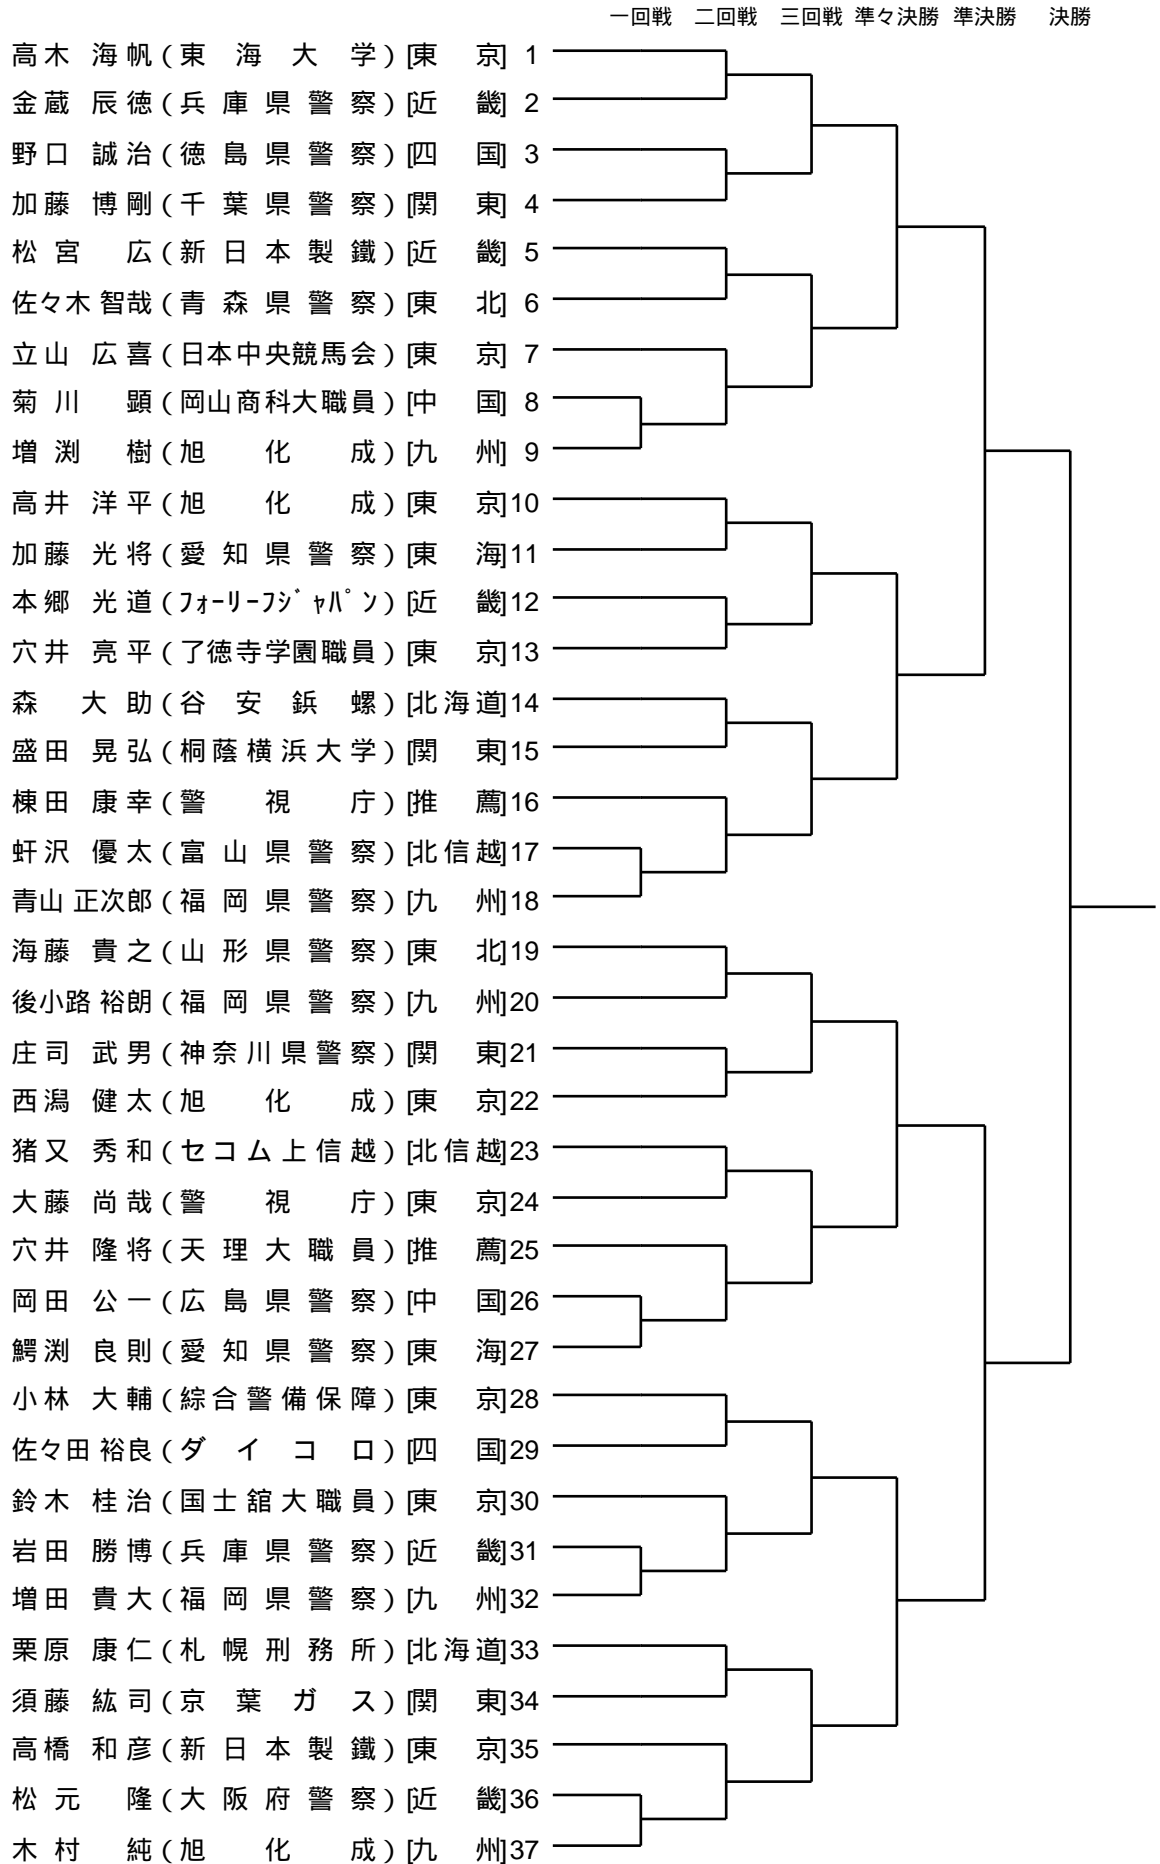 一回戦 二回戦 三回戦 準々決勝 準決勝 決勝
高木 海帆(東海大学)[東京] 1
金蔵 辰徳(兵庫県警察)[近畿] 2
野口 誠治(徳島県警察)[四国] 3
加藤 博剛(千葉県警察)[関東] 4
松宮 広(新日本製鐵)[近畿] 5
佐々木 智哉(青森県警察)[東北] 6
立山 広喜(日本中央競馬会)[東京] 7
菊川 顕(岡山商科大職員)[中国] 8
増渕 樹(旭化成)[九州] 9
高井 洋平(旭化成)[東京]10
加藤 光将(愛知県警察)[東海]11
本郷 光道(フォーリーフジャパン)[近畿]12
穴井 亮平(了徳寺学園職員)[東京]13
森 大助(谷安鋲螺)[北海道]14
盛田 晃弘(桐蔭横浜大学)[関東]15
棟田 康幸(警視庁)[推薦]16
虷沢 優太(富山県警察)[北信越]17
青山 正次郎(福岡県警察)[九州]18
海藤 貴之(山形県警察)[東北]19
後小路 裕朗(福岡県警察)[九州]20
庄司 武男(神奈川県警察)[関東]21
西潟 健太(旭化成)[東京]22
猪又 秀和(セコム上信越)[北信越]23
大藤 尚哉(警視庁)[東京]24
穴井 隆将(天理大職員)[推薦]25
岡田 公一(広島県警察)[中国]26
鰐渕 良則(愛知県警察)[東海]27
小林 大輔(綜合警備保障)[東京]28
佐々田 裕良(ダイコロ)[四国]29
鈴木 桂治(国士舘大職員)[東京]30
岩田 勝博(兵庫県警察)[近畿]31
増田 貴大(福岡県警察)[九州]32
栗原 康仁(札幌刑務所)[北海道]33
須藤 紘司(京葉ガス)[関東]34
高橋 和彦(新日本製鐵)[東京]35
松元 隆(大阪府警察)[近畿]36
木村 純(旭化成)[九州]37